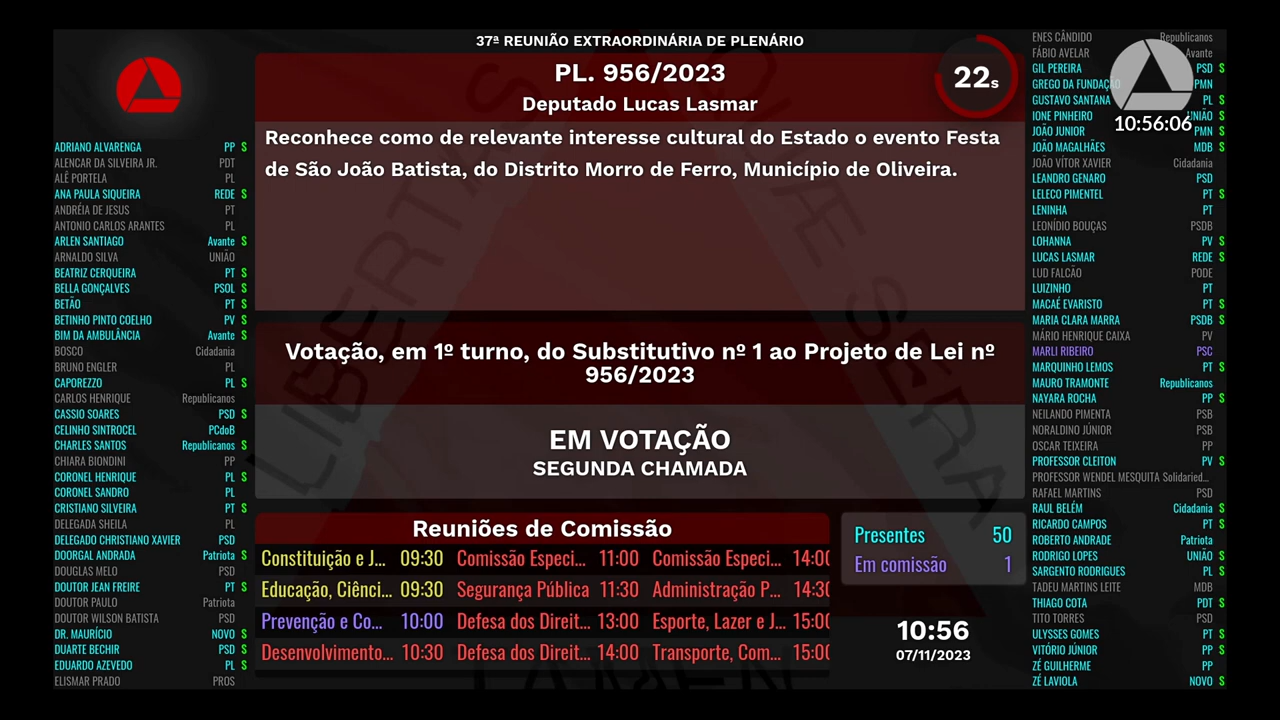 37ª REUNIÃO EXTRAORDINÁRIA DE PLENÁRIO
PL. 956/2023
Deputado Lucas Lasmar
22s
10:56:06
Reconhece como de relevante interesse cultural do Estado o evento Festa
de São João Batista, do Distrito Morro de Ferro, Município de Oliveira.
Votação, em 1º turno, do Substitutivo nº 1 ao Projeto de Lei nº
956/2023
EM VOTAÇÃO
SEGUNDA CHAMADA
Reuniões de Comissão
Constituição e J... 09:30 Comissão Especi... 11:00 Comissão Especi... 14:00
Educação, Ciênci... 09:30 Segurança Pública 11:30 Administração P... 14:30
Prevenção e Co... 10:00 Defesa dos Direit... 13:00 Esporte, Lazer e J... 15:00
Desenvolvimento... 10:30 Defesa dos Direit... 14:00 Transporte, Com... 15:00
Presentes 50
Em comissão 1
10:56
07/11/2023
ADRIANO ALVARENGA PP S
ALENCAR DA SILVEIRA JR. PDT
ALÊ PORTELA PL
ANA PAULA SIQUEIRA REDE S
ANDRÉIA DE JESUS PT
ANTONIO CARLOS ARANTES PL
ARLEN SANTIAGO Avante S
ARNALDO SILVA UNIÃO
BEATRIZ CERQUEIRA PT S
BELLA GONÇALVES PSOL S
BETÃO PT S
BETINHO PINTO COELHO PV S
BIM DA AMBULÂNCIA Avante S
BOSCO Cidadania
BRUNO ENGLER PL
CAPOREZZO PL S
CARLOS HENRIQUE Republicanos
CASSIO SOARES PSD S
CELINHO SINTROCEL PCdoB
CHARLES SANTOS Republicanos S
CHIARA BIONDINI PP
CORONEL HENRIQUE PL S
CORONEL SANDRO PL
CRISTIANO SILVEIRA PT S
DELEGADA SHEILA PL
DELEGADO CHRISTIANO XAVIER PSD
DOORGAL ANDRADA Patriota S
DOUGLAS MELO PSD
DOUTOR JEAN FREIRE PT S
DOUTOR PAULO Patriota
DOUTOR WILSON BATISTA PSD
DR. MAURÍCIO NOVO S
DUARTE BECHIR PSD S
EDUARDO AZEVEDO PL S
ELISMAR PRADO PROS
ENES CÂNDIDO Republicanos
FÁBIO AVELAR Avante
GIL PEREIRA PSD S
GREGO DA FUNDAÇÃO PMN
GUSTAVO SANTANA PL S
IONE PINHEIRO UNIÃO S
JOÃO JUNIOR PMN S
JOÃO MAGALHÃES MDB S
JOÃO VÍTOR XAVIER Cidadania
LEANDRO GENARO PSD
LELECO PIMENTEL PT S
LENINHA PT
LEONÍDIO BOUÇAS PSDB
LOHANNA PV S
LUCAS LASMAR REDE S
LUD FALCÃO PODE
LUIZINHO PT
MACAÉ EVARISTO PT S
MARIA CLARA MARRA PSDB S
MÁRIO HENRIQUE CAIXA PV
MARLI RIBEIRO PSC
MARQUINHO LEMOS PT S
MAURO TRAMONTE Republicanos
NAYARA ROCHA PP S
NEILANDO PIMENTA PSB
NORALDINO JÚNIOR PSB
OSCAR TEIXEIRA PP
PROFESSOR CLEITON PV S
PROFESSOR WENDEL MESQUITA Solidaried...
RAFAEL MARTINS PSD
RAUL BELÉM Cidadania S
RICARDO CAMPOS PT S
ROBERTO ANDRADE Patriota
RODRIGO LOPES UNIÃO S
SARGENTO RODRIGUES PL S
TADEU MARTINS LEITE MDB
THIAGO COTA PDT S
TITO TORRES PSD
ULYSSES GOMES PT S
VITÓRIO JÚNIOR PP S
ZÉ GUILHERME PP
ZÉ LAVIOLA NOVO S